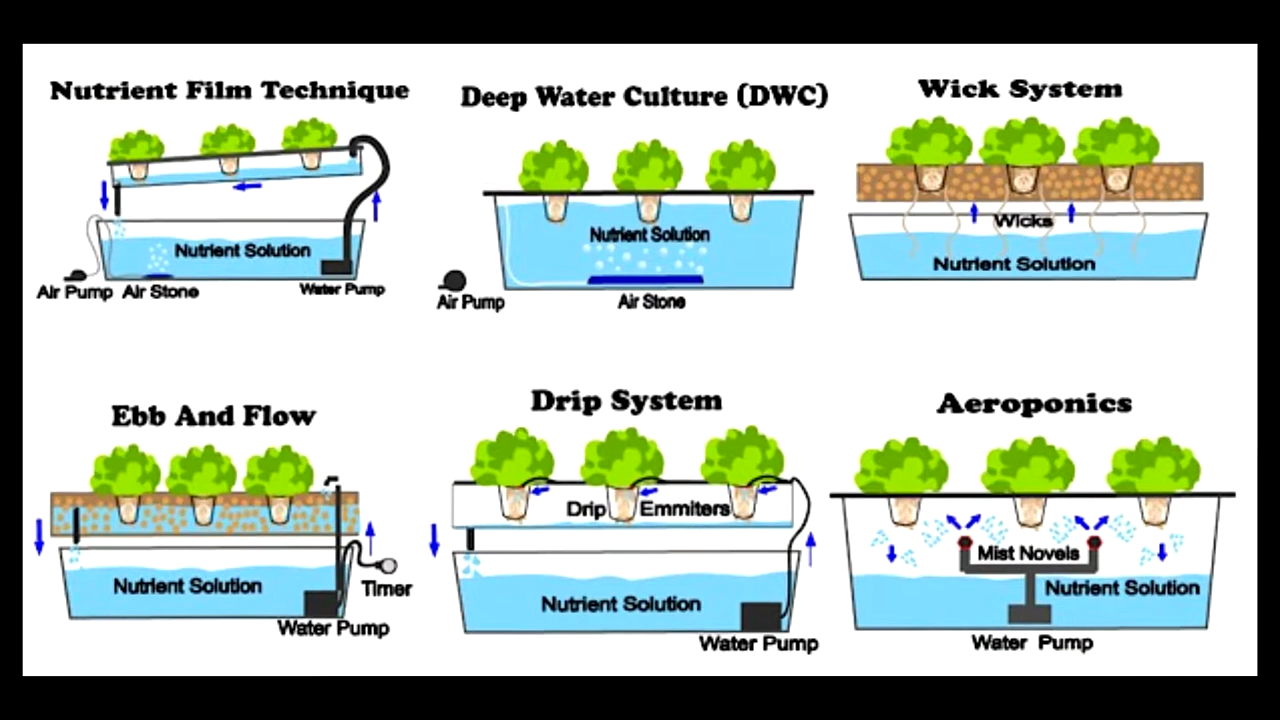 Nutrient Film Technique
Nutrient Solution
Air Pump
Air Stone
Water Pump
Deep Water Culture (DWC)
Nutrient Solution
Air Pump
Air Stone
Wick System
Wicks
Nutrient Solution
Ebb And Flow
Nutrient Solution
Timer
Water Pump
Drip System
Drip Emmiters
Nutrient Solution
Water Pump
Aeroponics
Mist Novels
Nutrient Solution
Water Pump